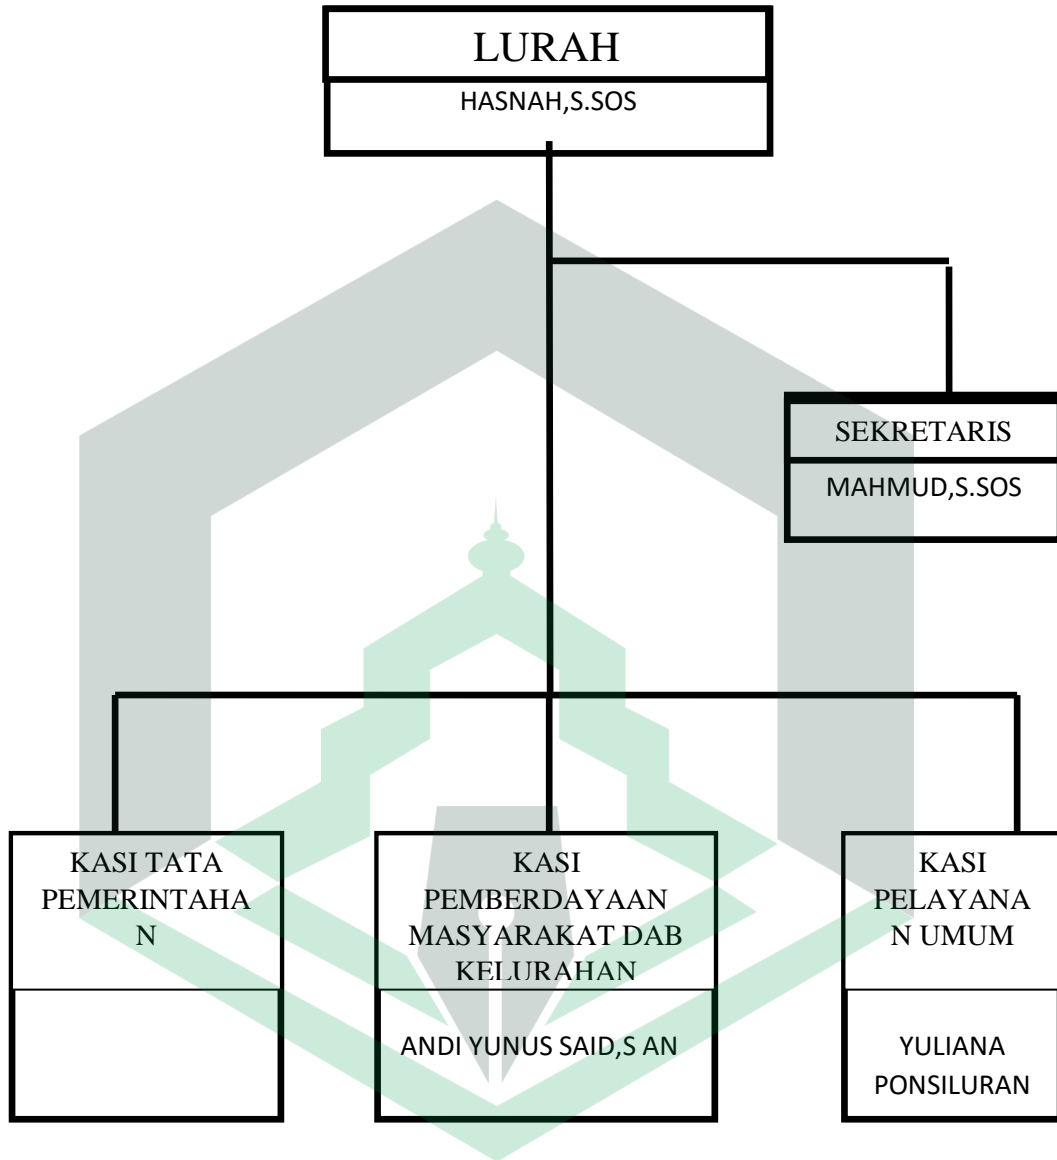 LURAH
HASNAH,S.SOS
SEKRETARIS
MAHMUD,S.SOS
KASI TATA
PEMERINTAHA
N
KASI
PEMBERDAYAAN
MASYARAKAT DAB
KELURAHAN
ANDI YUNUS SAID,S AN
KASI
PELAYANA
N UMUM
YULIANA
PONSILURAN